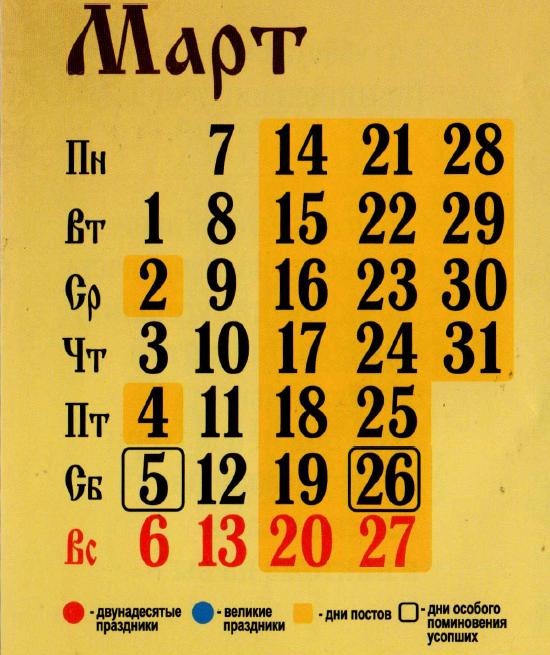 Март
Пн 7 14 21 28
Вт 1 8 15 22 29
Ср 2 9 16 23 30
Чт 3 10 17 24 31
Пт 4 11 18 25
Сб 5 12 19 26
Вс 6 13 20 27
- двунадесятые праздники
- великие праздники
- дни постов
- дни особого поминовения усопших